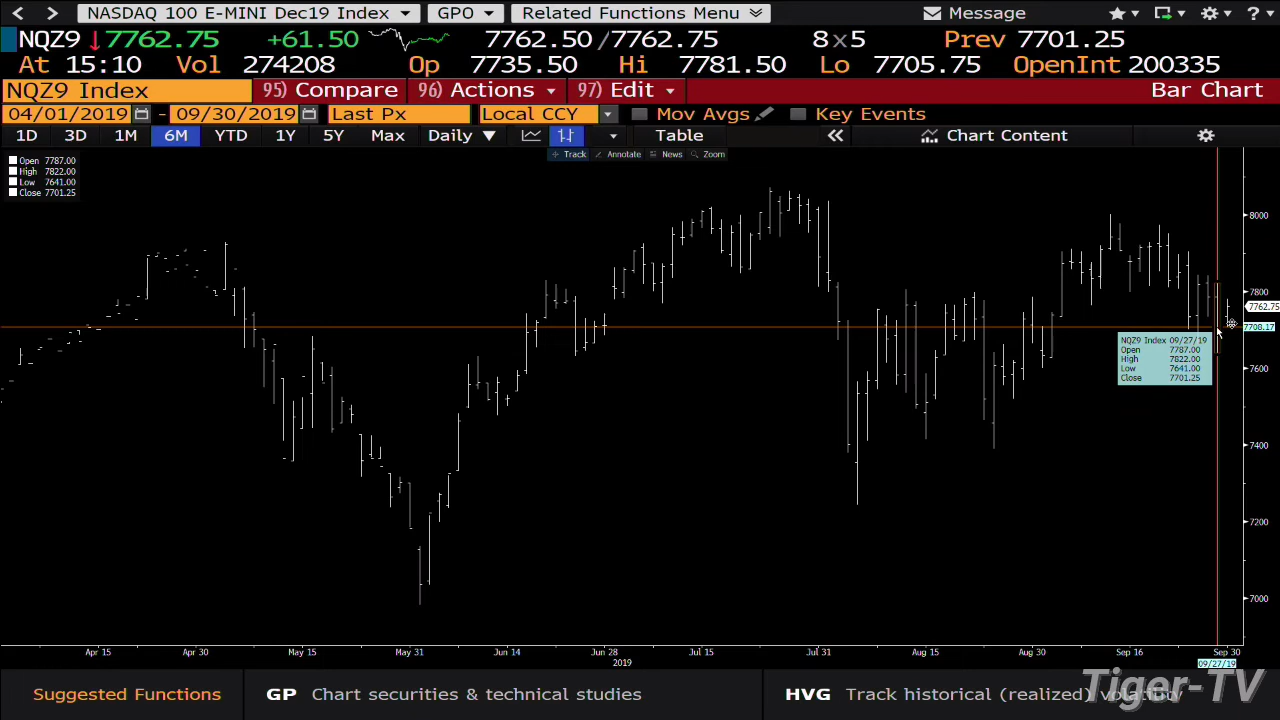 NASDAQ 100 E-MINI Dec19 Index GPO Related Functions Menu Message ?
NQZ9 7762.75 +61.50 7762.50/7762.75 8x5 Prev 7701.25
At 15:10 Vol 274208 Op 7735.50 Hi 7781.50 Lo 7705.75 OpenInt 200335
NQZ9 Index 95) Compare 96) Actions 97) Edit Bar Chart
04/01/2019 - 09/30/2019 Last Px Local CCY Mov Avgs Key Events
1D 3D 1M 6M YTD 1Y 5Y Max Daily Table Chart Content
Track Annotate News Zoom
Open 7787.00
High 7822.00
Low 7641.00
Close 7701.25
8000
7800
7762.75
7708.17
NQZ9 Index 09/27/19
Open 7787.00
High 7822.00
Low 7641.00
Close 7701.25
7600
7400
7200
7000
Apr 15 Apr 30 May 15 May 31 Jun 14 Jun 28 Jul 15 Jul 31 Aug 15 Aug 30 Sep 16 Sep 30
2019 09/27/19
Suggested Functions GP Chart securities & technical studies HVG Track historical (realized) volatility
Tiger-TV